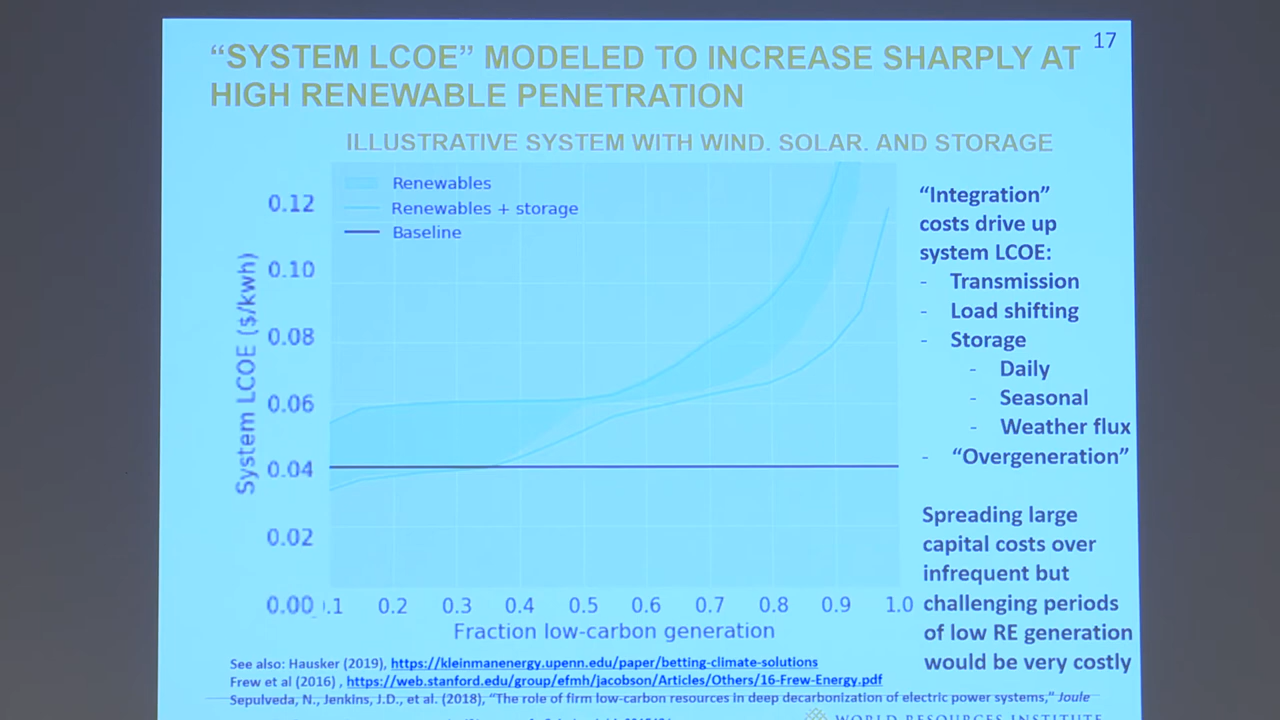 17
“SYSTEM LCOE” MODELED TO INCREASE SHARPLY AT
HIGH RENEWABLE PENETRATION
ILLUSTRATIVE SYSTEM WITH WIND. SOLAR. AND STORAGE
Renewables
Renewables + storage
Baseline
System LCOE ($/kwh)
0.12
0.10
0.08
0.06
0.04
0.02
0.00
.1 0.2 0.3 0.4 0.5 0.6 0.7 0.8 0.9 1.0
Fraction low-carbon generation
“Integration”
costs drive up
system LCOE:
- Transmission
- Load shifting
- Storage
- Daily
- Seasonal
- Weather flux
- “Overgeneration”
Spreading large
capital costs over
infrequent but
challenging periods
of low RE generation
would be very costly
See also: Hausker (2019), https://kleinmanenergy.upenn.edu/paper/betting-climate-solutions
Frew et al (2016) , https://web.stanford.edu/group/efmh/jacobson/Articles/Others/16-Frew-Energy.pdf
Sepulveda, N., Jenkins, J.D., et al. (2018), “The role of firm low-carbon resources in deep decarbonization of electric power systems,“ Joule
WORLD RESOURCES INSTITUTE